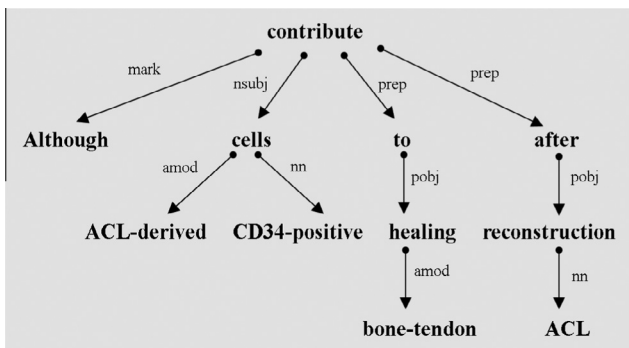 contribute
mark nsubj prep prep
Although cells to after
amod nn pobj pobj
ACL-derived CD34-positive healing reconstruction
amod nn
bone-tendon ACL